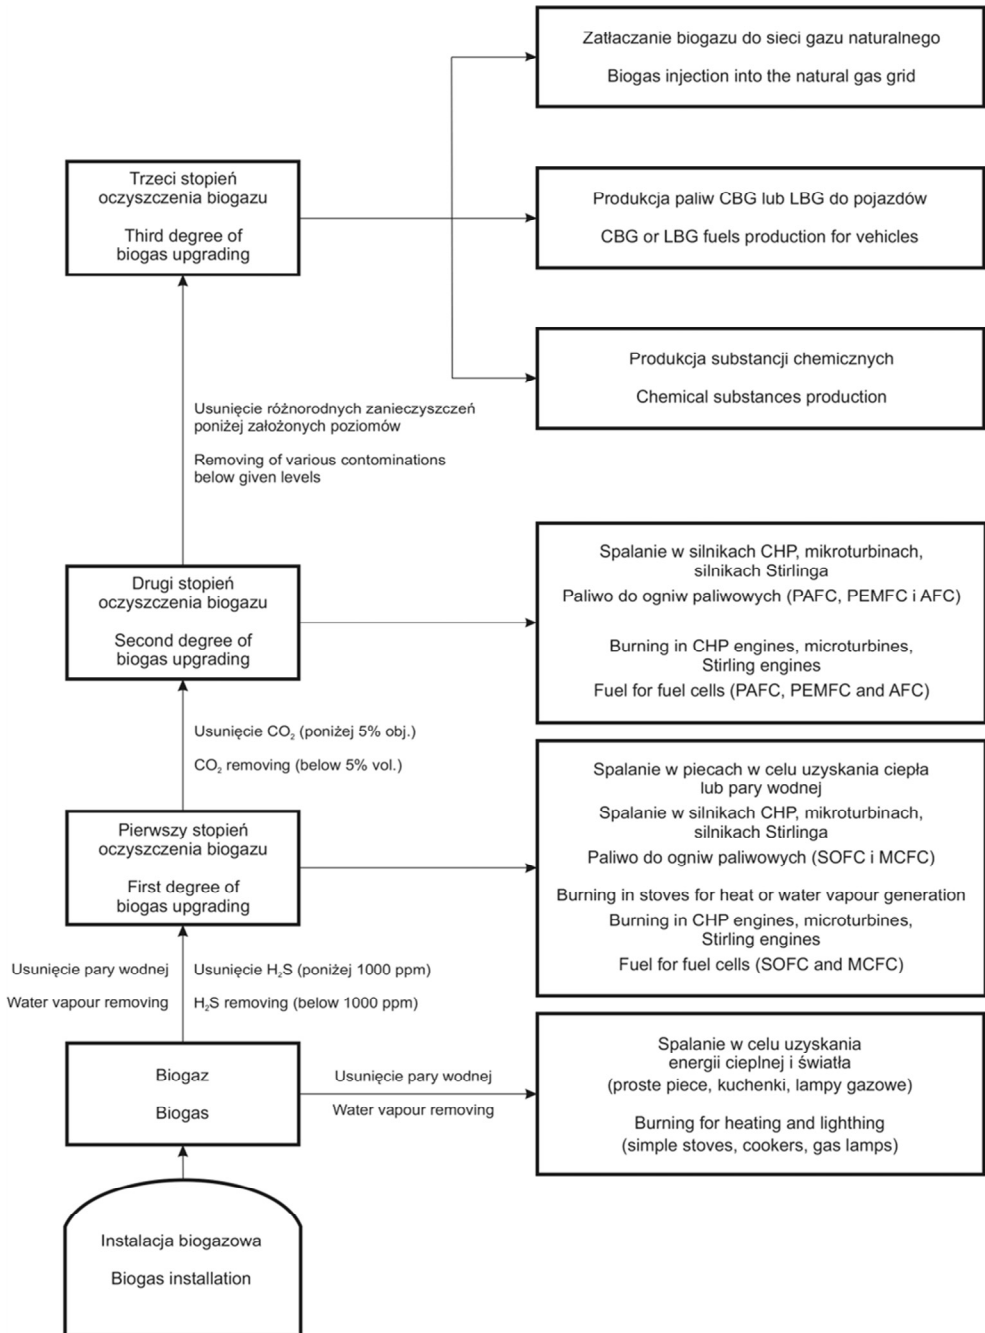 Zatłaczanie biogazu do sieci gazu naturalnego
Biogas injection into the natural gas grid
Trzeci stopień
oczyszczenia biogazu
Third degree of
biogas upgrading
Produkcja paliw CBG lub LBG do pojazdów
CBG or LBG fuels production for vehicles
Produkcja substancji chemicznych
Chemical substances production
Usunięcie różnorodnych zanieczyszczeń
poniżej założonych poziomów
Removing of various contominations
below given levels
Drugi stopień
oczyszczenia biogazu
Second degree of
biogas upgrading
Spalanie w silnikach CHP, mikroturbinach,
silnikach Stirlinga
Paliwo do ogniw paliwowych (PAFC, PEMFC i AFC)
Burning in CHP engines, microturbines,
Stirling engines
Fuel for fuel cells (PAFC, PEMFC and AFC)
Usunięcie CO₂ (poniżej 5% obj.)
CO₂ removing (below 5% vol.)
Pierwszy stopień
oczyszczenia biogazu
First degree of
biogas upgrading
Spalanie w piecach w celu uzyskania ciepła
lub pary wodnej
Spalanie w silnikach CHP, mikroturbinach,
silnikach Stirlinga
Paliwo do ogniw paliwowych (SOFC i MCFC)
Burning in stoves for heat or water vapour generation
Burning in CHP engines, microturbines,
Stirling engines
Fuel for fuel cells (SOFC and MCFC)
Usunięcie pary wodnej
Water vapour removing
Usunięcie H₂S (poniżej 1000 ppm)
H₂S removing (below 1000 ppm)
Biogaz
Biogas
Usunięcie pary wodnej
Water vapour removing
Spalanie w celu uzyskania
energii cieplnej i światła
(proste piece, kuchenki, lampy gazowe)
Burning for heating and lighthing
(simple stoves, cookers, gas lamps)
Instalacja biogazowa
Biogas installation